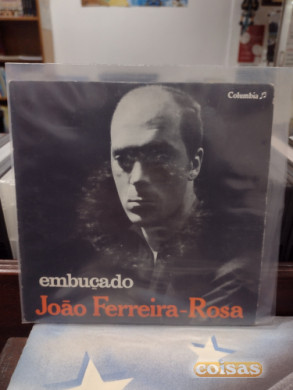 Columbia
embuçado
João Ferreira-Rosa
coisas